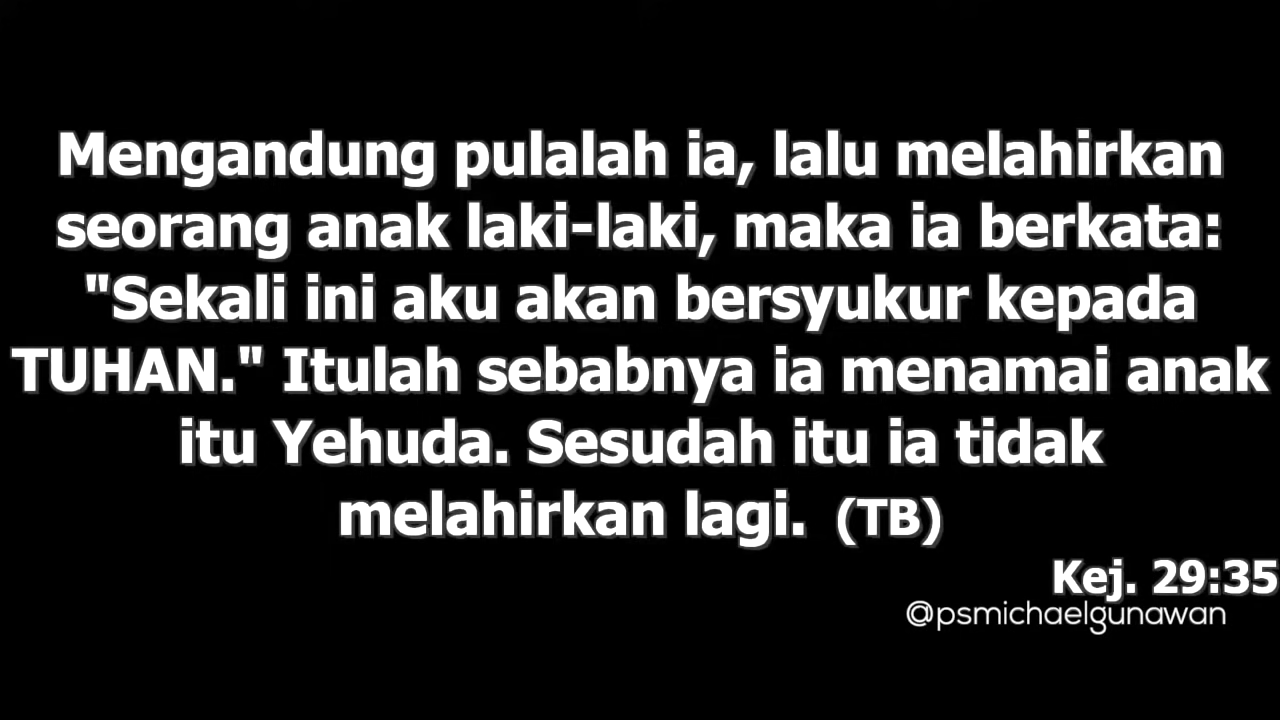 Mengandung pulalah ia, lalu melahirkan
seorang anak laki-laki, maka ia berkata:
"Sekali ini aku akan bersyukur kepada
TUHAN." Itulah sebabnya ia menamai anak
itu Yehuda. Sesudah itu ia tidak
melahirkan lagi. (TB)
Kej. 29:35
@psmichaelgunawan